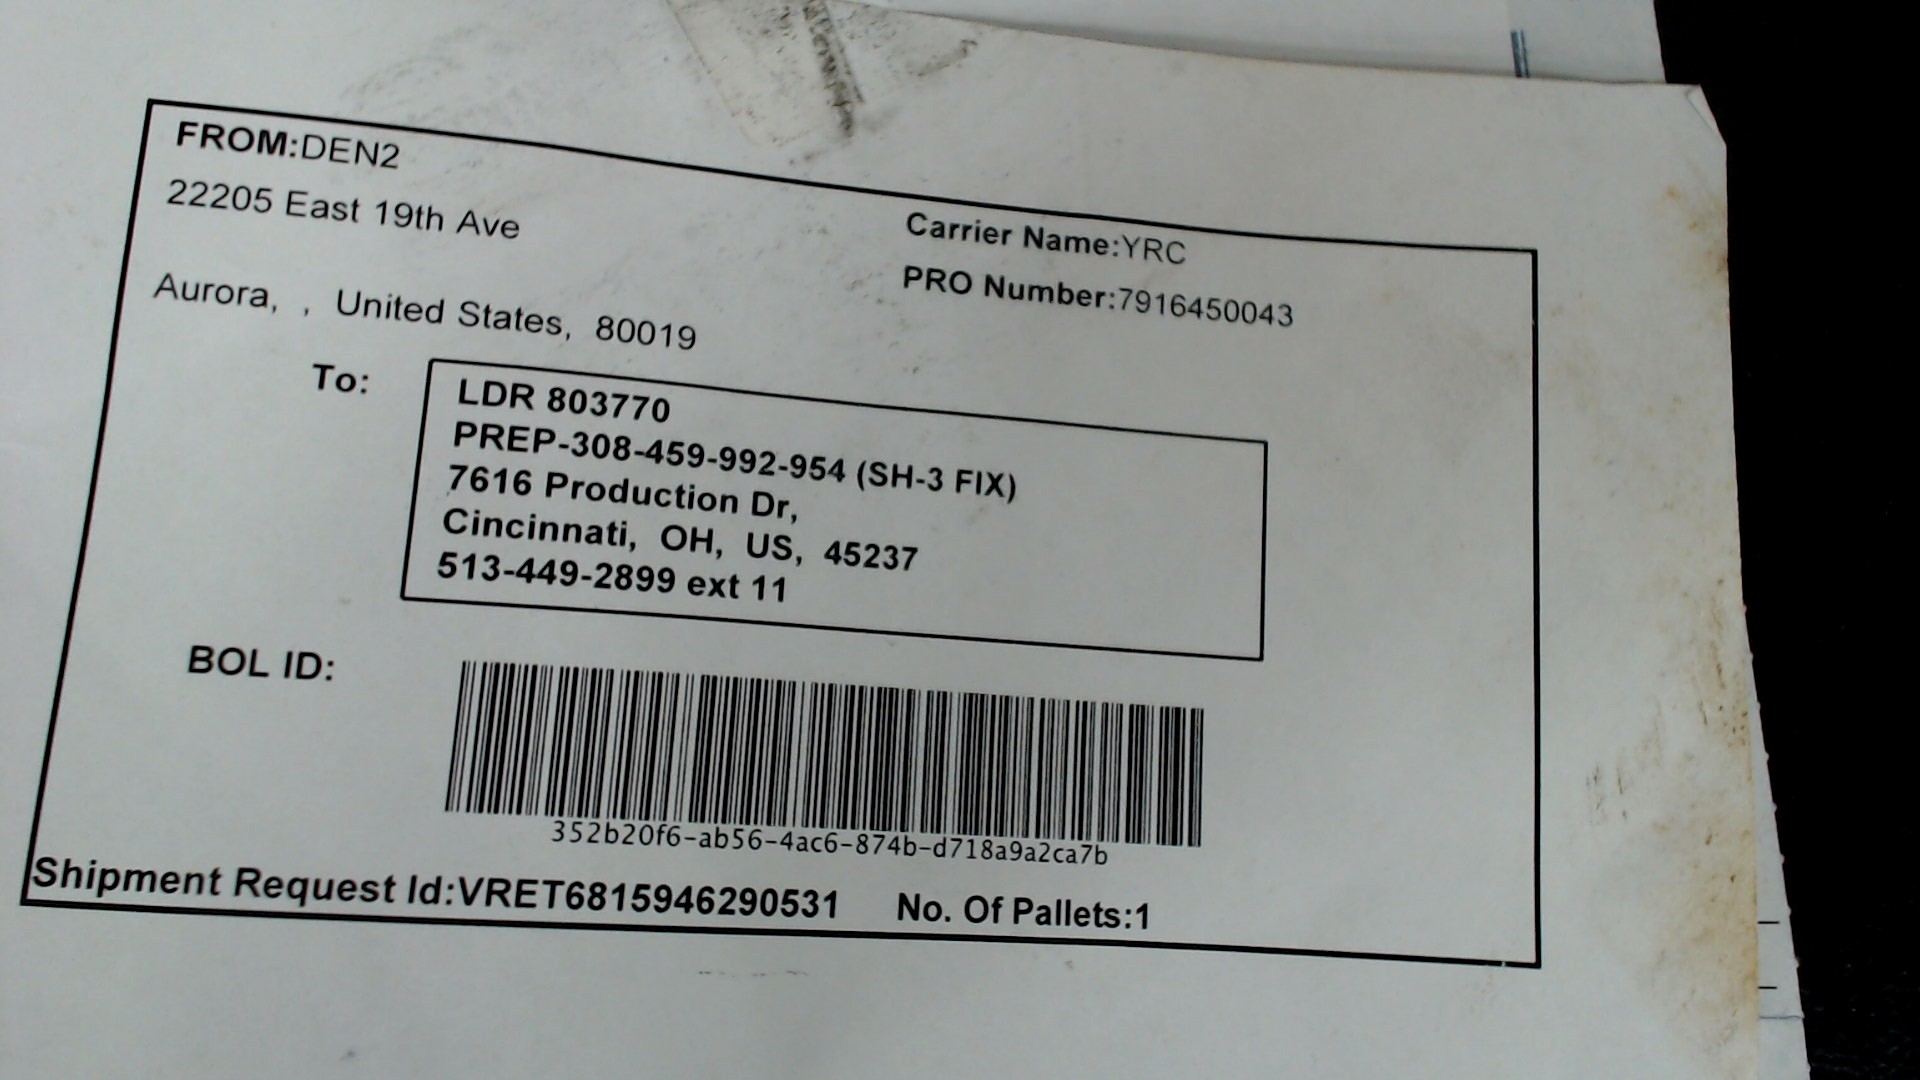 FROM:DEN2
22205 East 19th Ave
Aurora, , United States, 80019
Carrier Name:YRC
PRO Number:7916450043
To:
LDR 803770
PREP-308-459-992-954 (SH-3 FIX)
7616 Production Dr,
Cincinnati, OH, US, 45237
513-449-2899 ext 11
BOL ID:
352b20f6-ab56-4ac6-874b-d718a9a2ca7b
Shipment Request Id:VRET6815946290531 No. Of Pallets:1